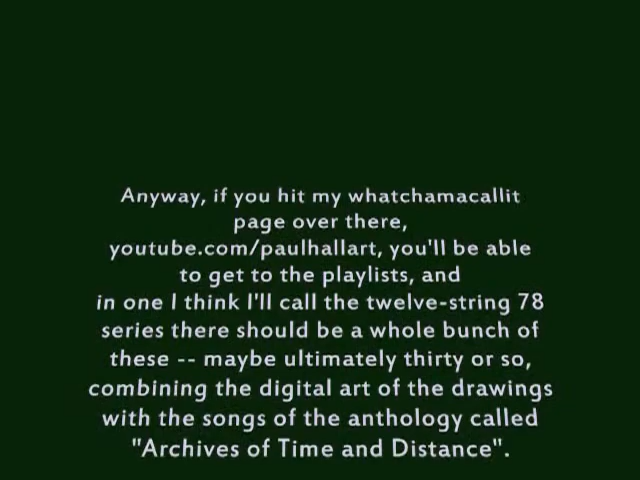 Anyway, if you hit my whatchamacallit
page over there,
youtube.com/paulhallart, you'll be able
to get to the playlists, and
in one I think I'll call the twelve-string 78
series there should be a whole bunch of
these -- maybe ultimately thirty or so,
combining the digital art of the drawings
with the songs of the anthology called
"Archives of Time and Distance".